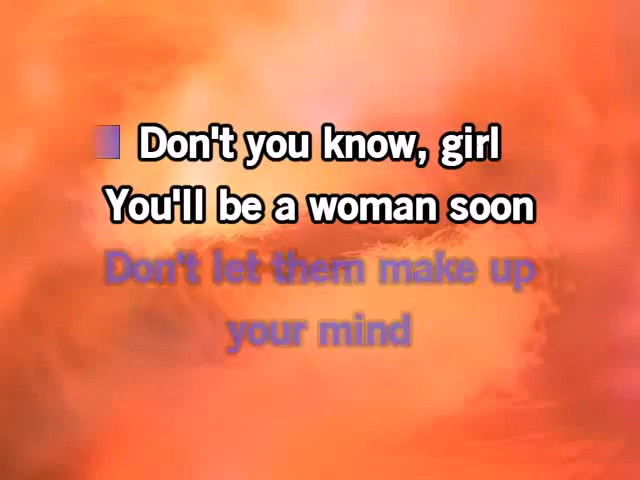 Don't you know, girl
You'll be a woman soon
Don't let them make up
your mind